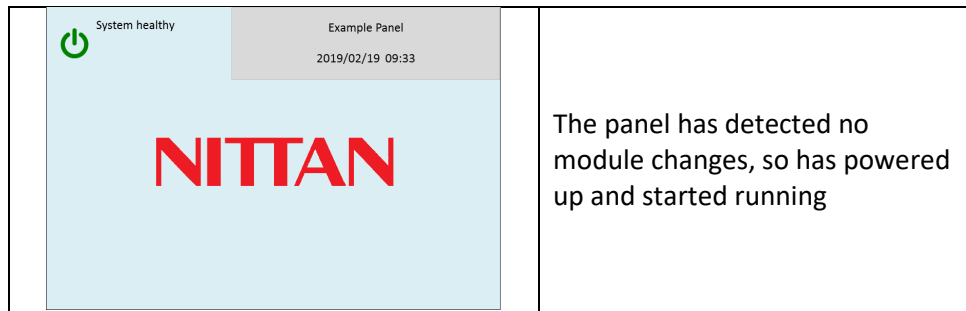 System healthy
Example Panel
2019/02/19 09:33
NITTAN
The panel has detected no
module changes, so has powered
up and started running